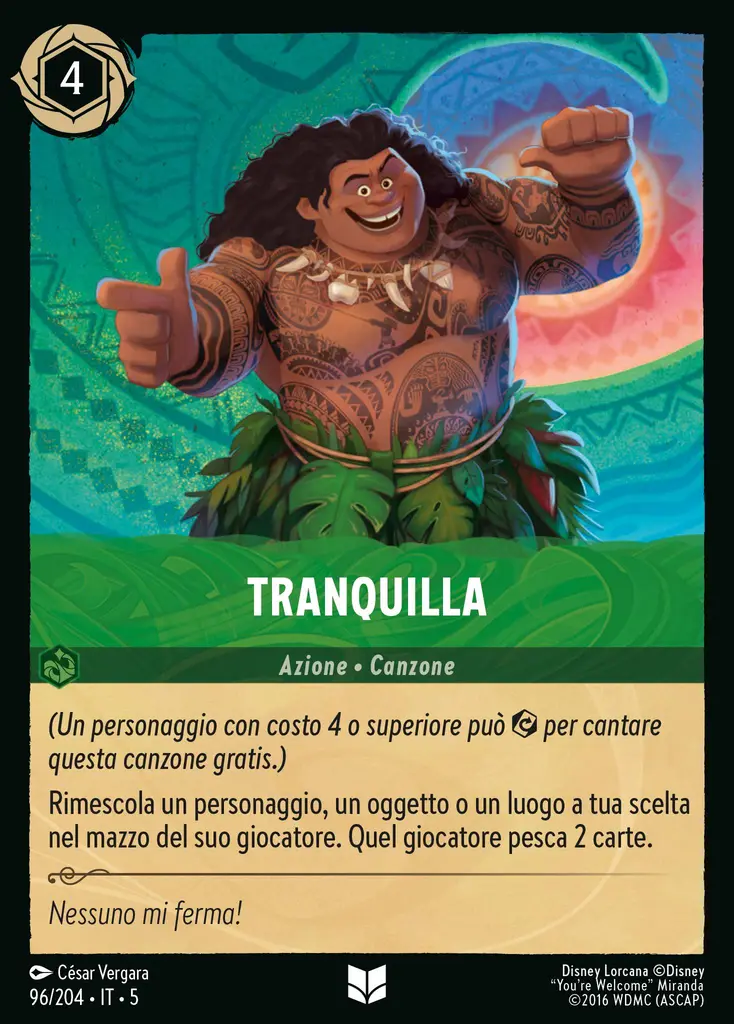 4
TRANQUILLA
Azione • Canzone
(Un personaggio con costo 4 o superiore può per cantare
questa canzone gratis.)
Rimescola un personaggio, un oggetto o un luogo a tua scelta
nel mazzo del suo giocatore. Quel giocatore pesca 2 carte.
Nessuno mi ferma!
César Vergara
96/204 • IT • 5
Disney Lorcana ©Disney
“You’re Welcome” Miranda
©2016 WDMC (ASCAP)